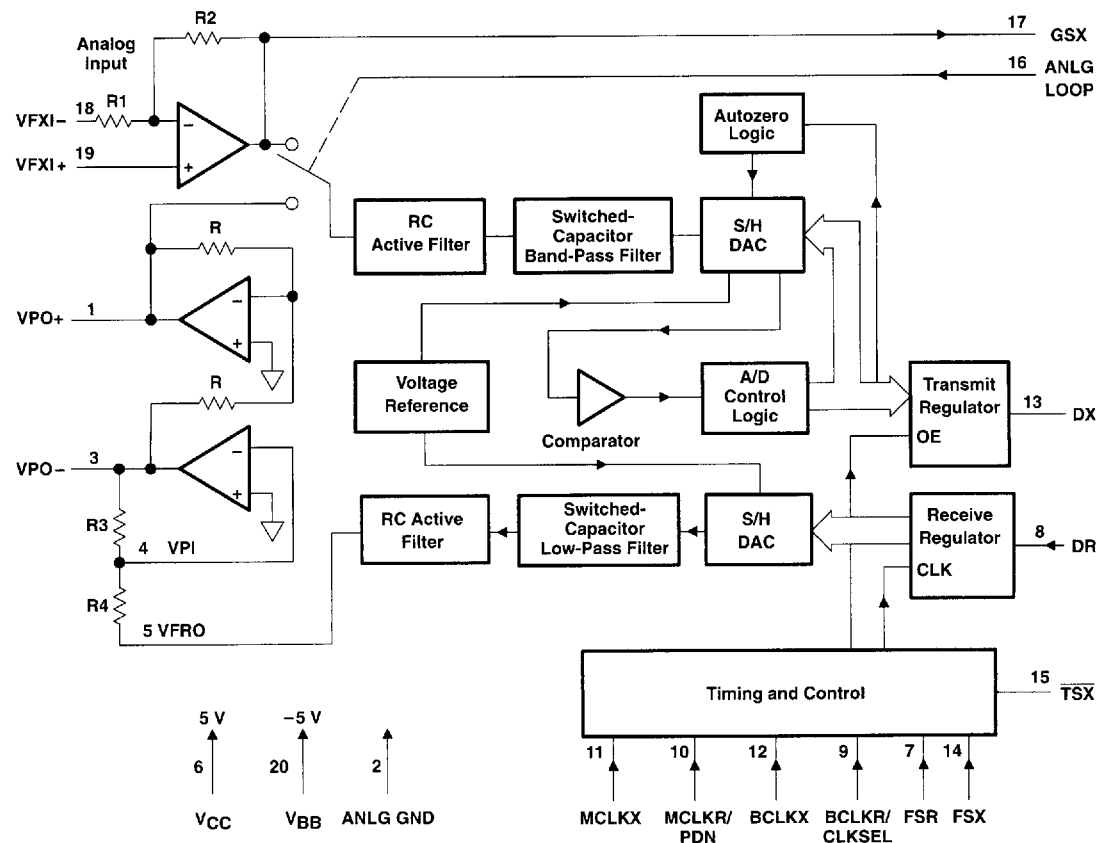 R2
17
GSX
Analog
Input
16
ANLG
LOOP
18
R1
VFXI−
−
19
VFXI+
+
Autozero
Logic
R
RC
Active Filter
Switched-
Capacitor
Band-Pass Filter
S/H
DAC
1
VPO+
−
+
R
Voltage
Reference
Comparator
A/D
Control
Logic
Transmit
Regulator
OE
13
DX
3
VPO−
−
+
R3
4 VPI
RC Active
Filter
Switched-
Capacitor
Low-Pass Filter
S/H
DAC
Receive
Regulator
CLK
8
DR
R4
5 VFRO
Timing and Control
15
TSX
5 V
−5 V
6
20
2
VCC
VBB
ANLG GND
11
10
12
9
7
14
MCLKX
MCLKR/
PDN
BCLKX
BCLKR/
CLKSEL
FSR
FSX